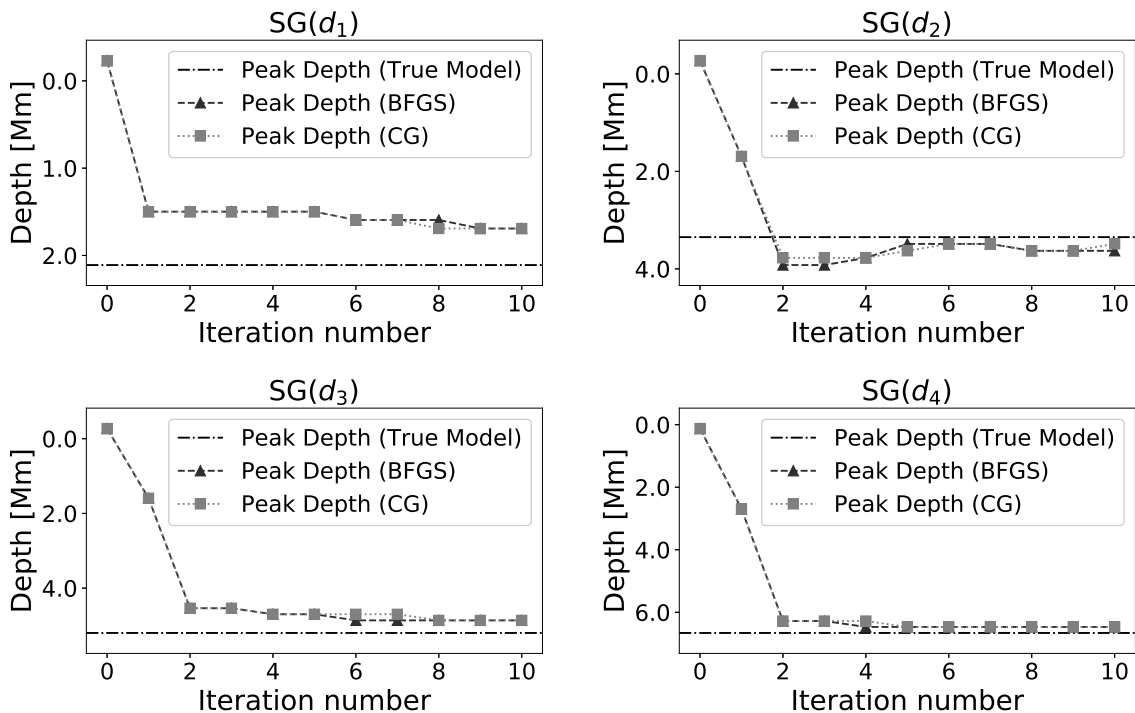 SG(d1)
Depth [Mm]
0.0
1.0
2.0
Peak Depth (True Model)
Peak Depth (BFGS)
Peak Depth (CG)
0 2 4 6 8 10
Iteration number
SG(d2)
Depth [Mm]
0.0
2.0
4.0
Peak Depth (True Model)
Peak Depth (BFGS)
Peak Depth (CG)
0 2 4 6 8 10
Iteration number
SG(d3)
Depth [Mm]
0.0
2.0
4.0
Peak Depth (True Model)
Peak Depth (BFGS)
Peak Depth (CG)
0 2 4 6 8 10
Iteration number
SG(d4)
Depth [Mm]
0.0
2.0
4.0
6.0
Peak Depth (True Model)
Peak Depth (BFGS)
Peak Depth (CG)
0 2 4 6 8 10
Iteration number